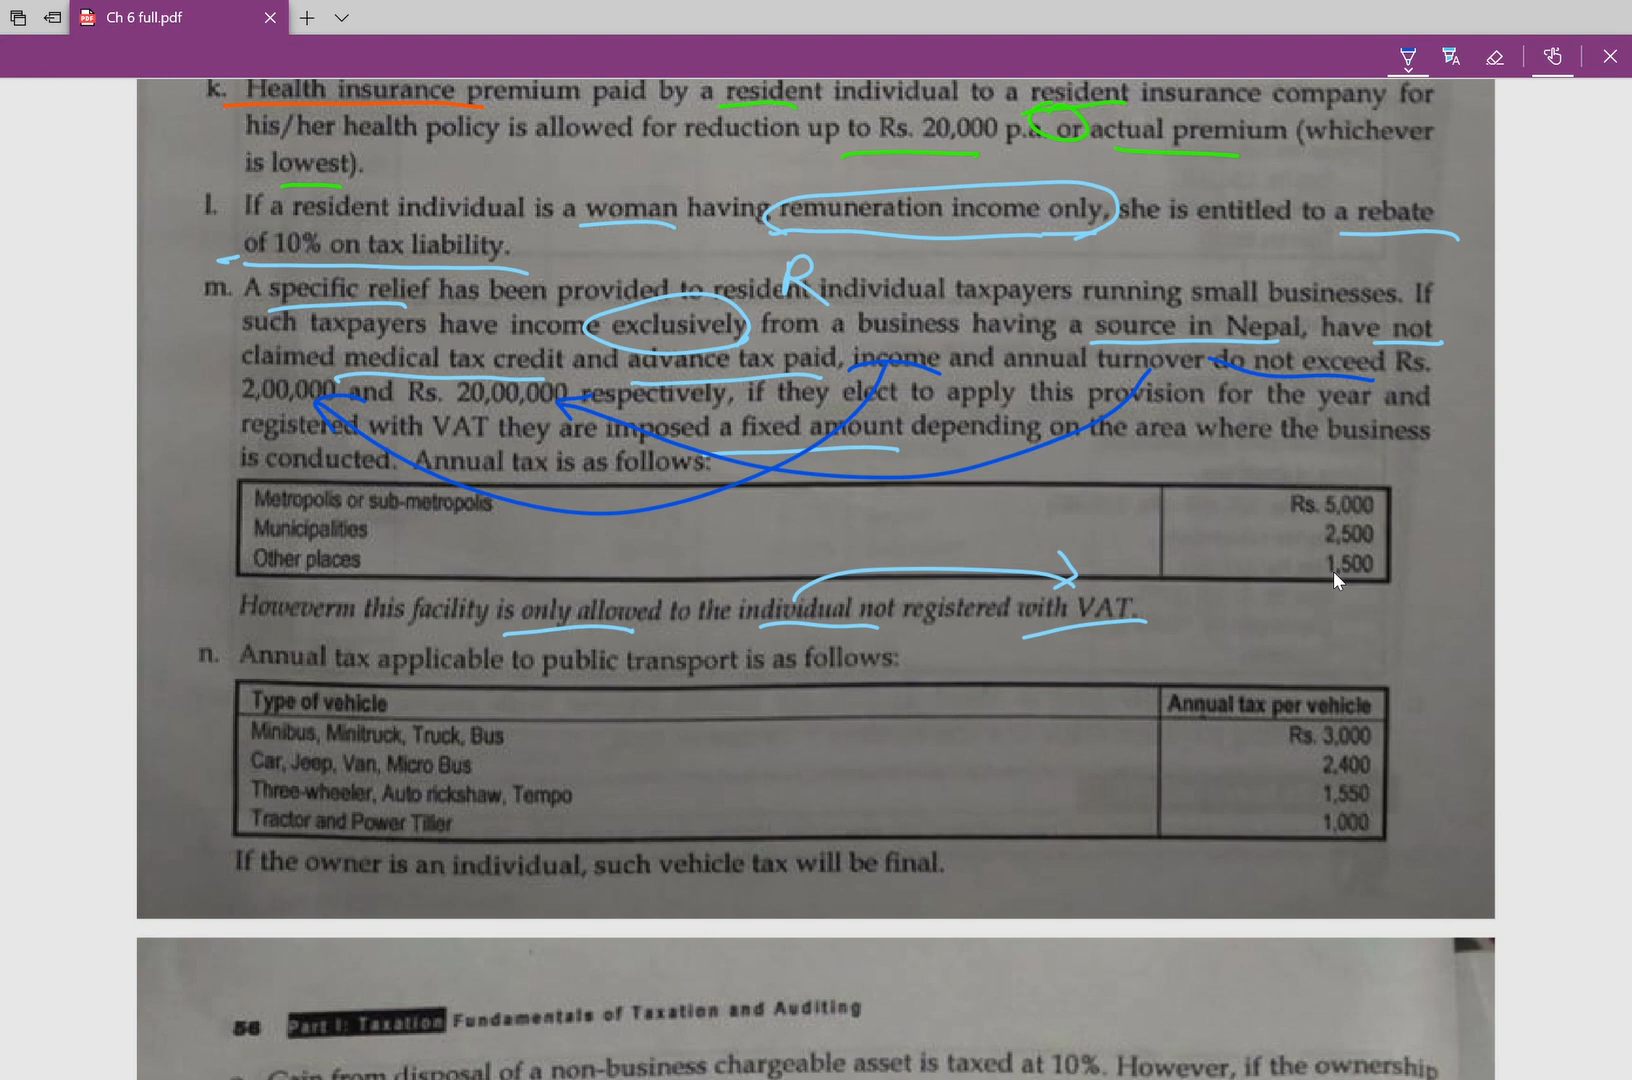 Ch 6 full.pdf
k. Health insurance premium paid by a resident individual to a resident insurance company for
his/her health policy is allowed for reduction up to Rs. 20,000 p.a. or actual premium (whichever
is lowest).
l. If a resident individual is a woman having remuneration income only, she is entitled to a rebate
of 10% on tax liability.
R
m. A specific relief has been provided to resident individual taxpayers running small businesses. If
such taxpayers have income exclusively from a business having a source in Nepal, have not
claimed medical tax credit and advance tax paid, income and annual turnover do not exceed Rs.
2,00,000 and Rs. 20,00,000 respectively, if they elect to apply this provision for the year and
registered with VAT they are imposed a fixed amount depending on the area where the business
is conducted. Annual tax is as follows:
Metropolis or sub-metropolis Rs. 5,000
Municipalities 2,500
Other places 1,500
Howeverm this facility is only allowed to the individual not registered with VAT.
n. Annual tax applicable to public transport is as follows:
Type of vehicle Annual tax per vehicle
Minibus, Minitruck, Truck, Bus Rs. 3,000
Car, Jeep, Van, Micro Bus 2,400
Three-wheeler, Auto rickshaw, Tempo 1,550
Tractor and Power Tiller 1,000
If the owner is an individual, such vehicle tax will be final.
56 Part I: Taxation Fundamentals of Taxation and Auditing
Gain from disposal of a non-business chargeable asset is taxed at 10%. However, if the ownership